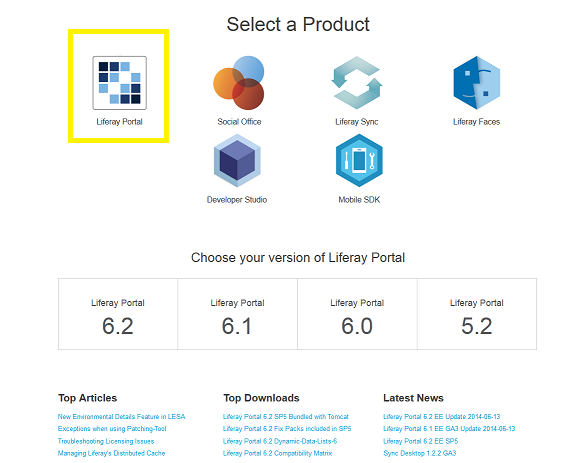 Select a Product
Liferay Portal
Social Office
Liferay Sync
Liferay Faces
Developer Studio
Mobile SDK
Choose your version of Liferay Portal
Liferay Portal
6.2
Liferay Portal
6.1
Liferay Portal
6.0
Liferay Portal
5.2
Top Articles
New Environmental Details Feature in LESA
Exceptions when using Patching-Tool
Troubleshooting Licensing Issues
Managing Liferay's Distributed Cache
Top Downloads
Liferay Portal 6.2 SP5 Bundled with Tomcat
Liferay Portal 6.2 Fix Packs included in SP5
Liferay Portal 6.2 Dynamic-Data-Lists-6
Liferay Portal 6.2 Compatibility Matrix
Latest News
Liferay Portal 6.2 EE Update 2014-06-13
Liferay Portal 6.1 EE GA3 Update 2014-06-13
Liferay Portal 6.2 EE SP5
Sync Desktop 1.2.2 GA3